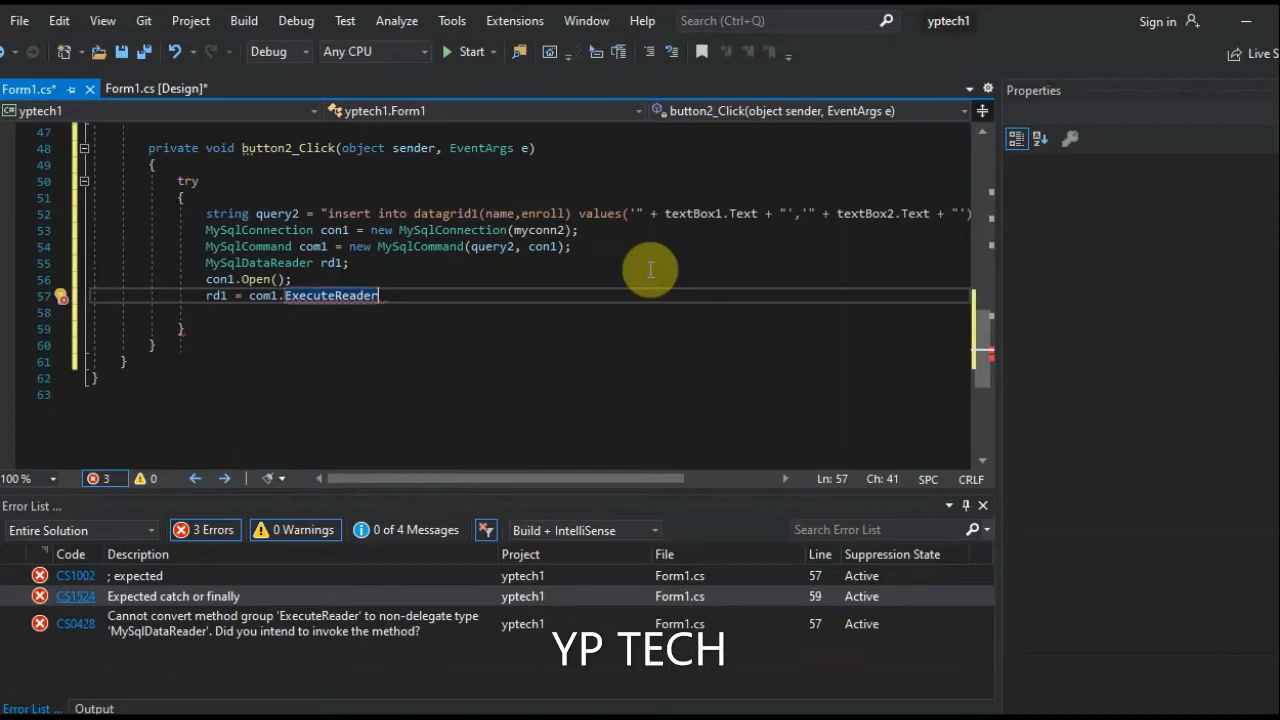 File Edit View Git Project Build Debug Test Analyze Tools Extensions Window Help Search (Ctrl+Q) yptech1 Sign in
Debug Any CPU Start Live S
Form1.cs* Form1.cs [Design]* Properties
yptech1 yptech1.Form1 button2_Click(object sender, EventArgs e)
47
48 private void button2_Click(object sender, EventArgs e)
49 {
50 try
51 {
52 string query2 = "insert into datagrid1(name,enroll) values('" + textBox1.Text + "','" + textBox2.Text + "')
53 MySqlConnection con1 = new MySqlConnection(myconn2);
54 MySqlCommand com1 = new MySqlCommand(query2, con1);
55 MySqlDataReader rd1;
56 con1.Open();
57 rd1 = com1.ExecuteReader
58
59 }
60 }
61 }
62 }
63
100 % 3 0 Ln: 57 Ch: 41 SPC CRLF
Error List ...
Entire Solution 3 Errors 0 Warnings 0 of 4 Messages Build + IntelliSense Search Error List
Code Description Project File Line Suppression State
CS1002 ; expected yptech1 Form1.cs 57 Active
CS1524 Expected catch or finally yptech1 Form1.cs 59 Active
CS0428 Cannot convert method group 'ExecuteReader' to non-delegate type 'MySqlDataReader'. Did you intend to invoke the method? yptech1 Form1.cs 57 Active
YP TECH
Error List ... Output